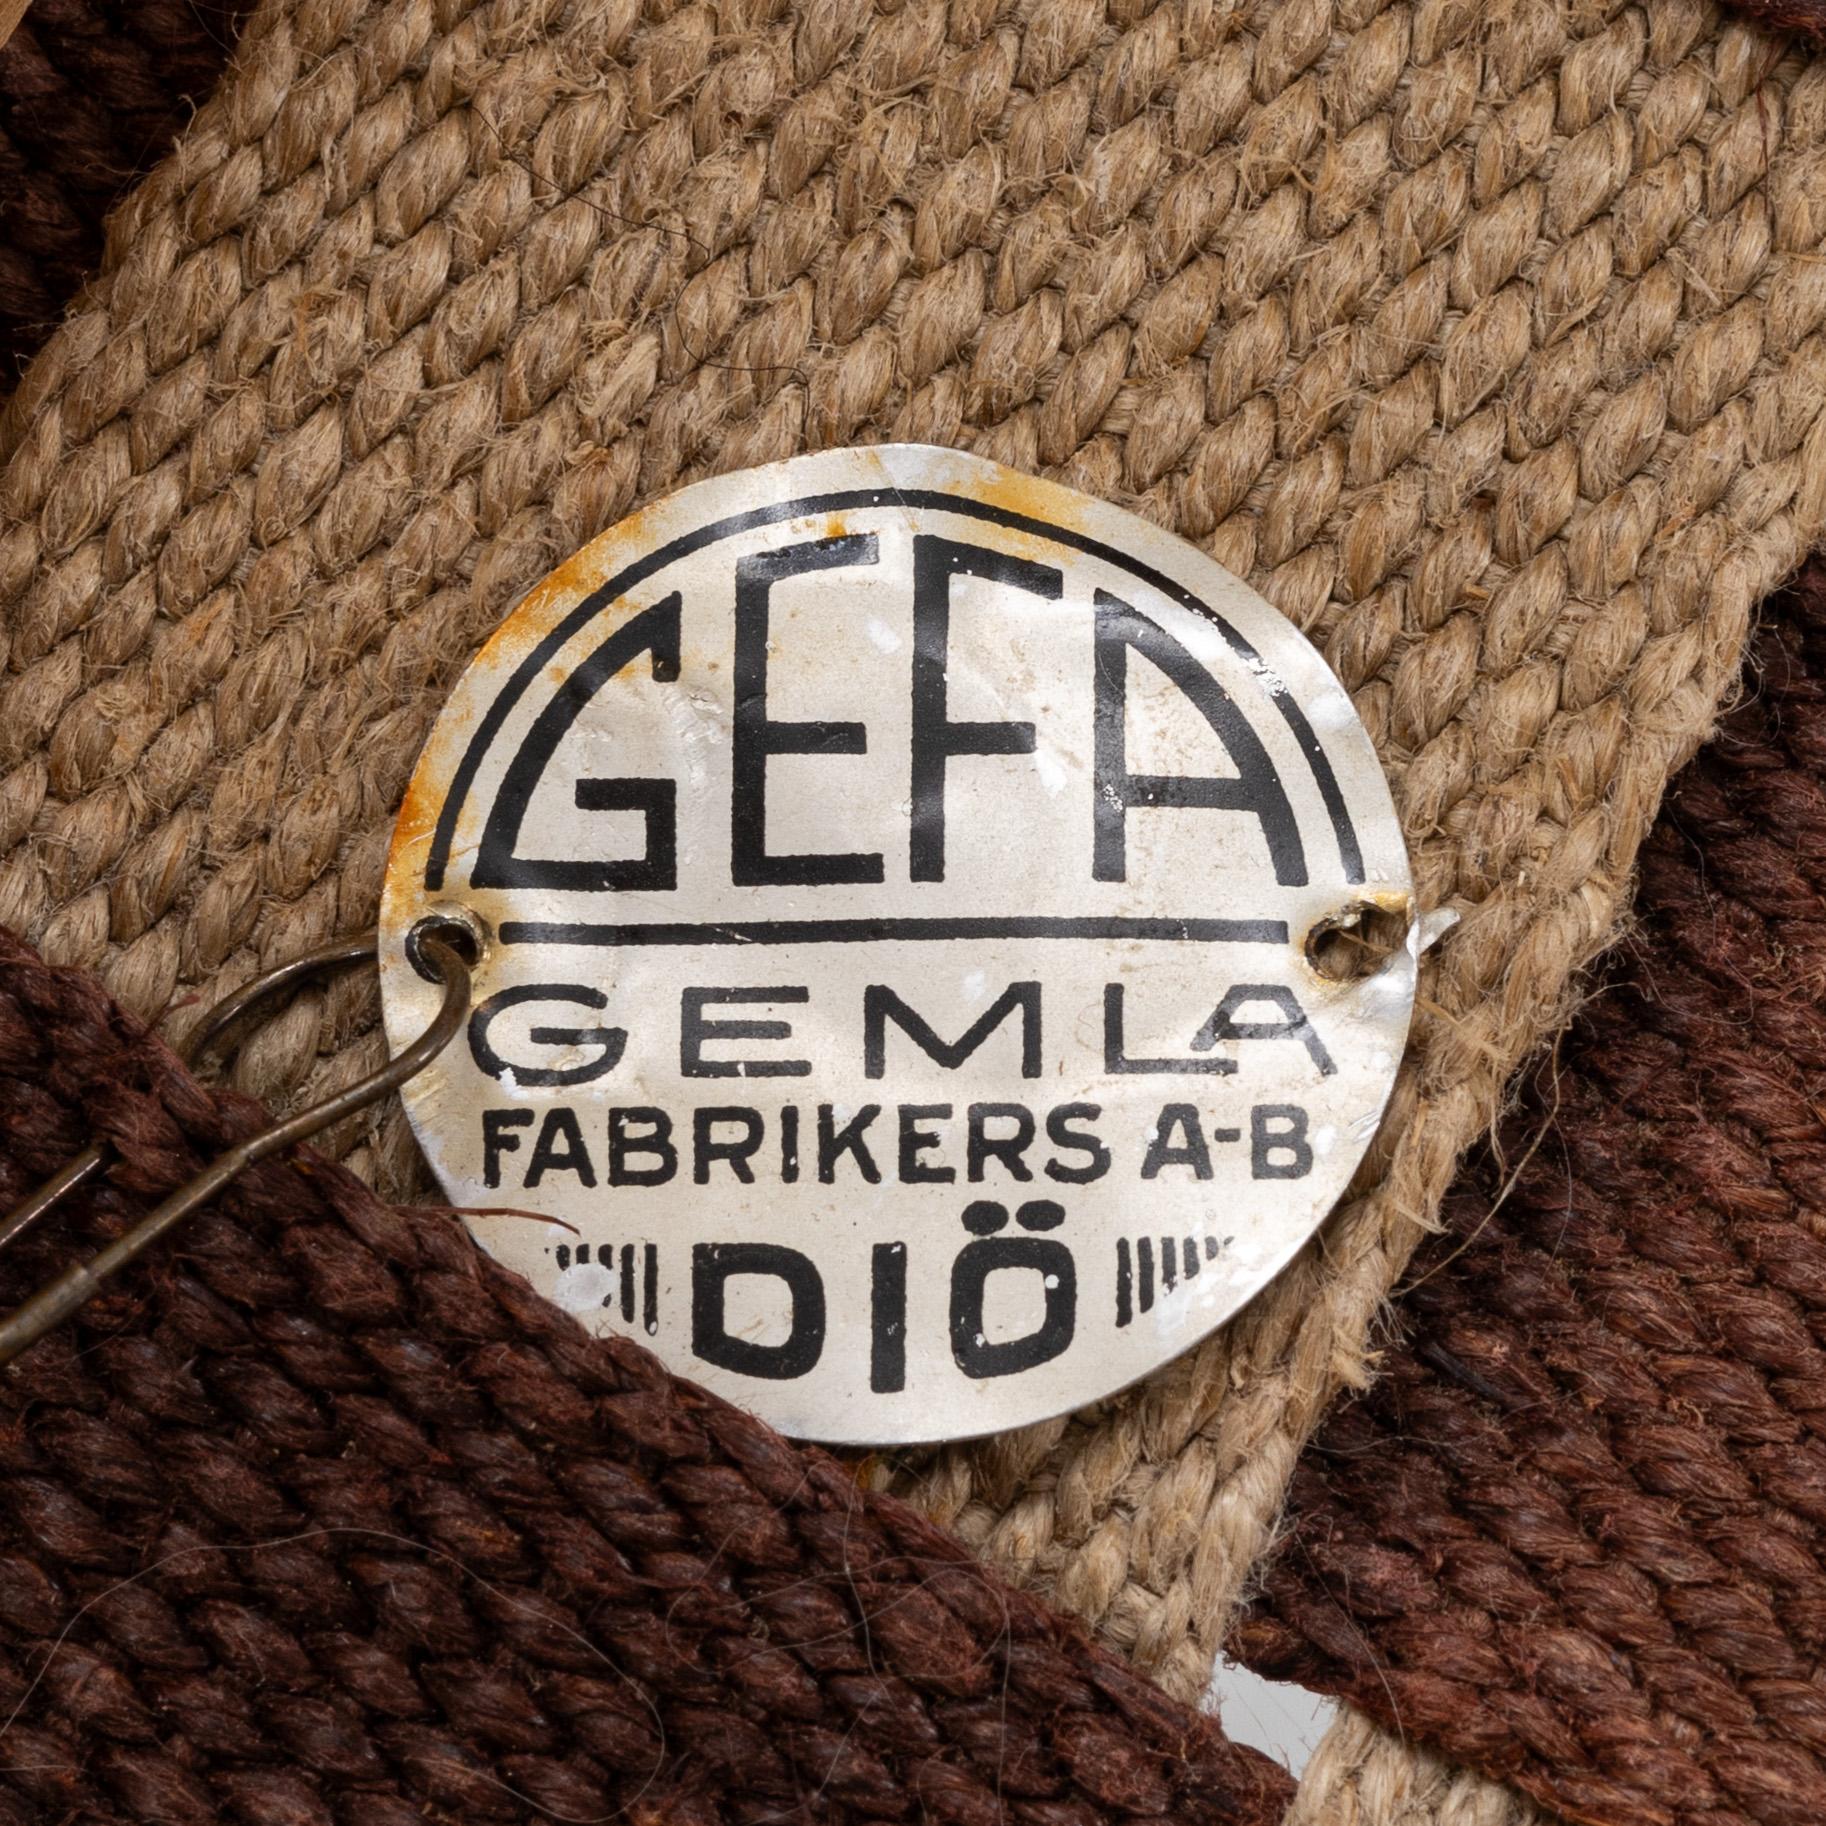 GEFA
GEMLA
FABRIKERS A-B
DIÖ